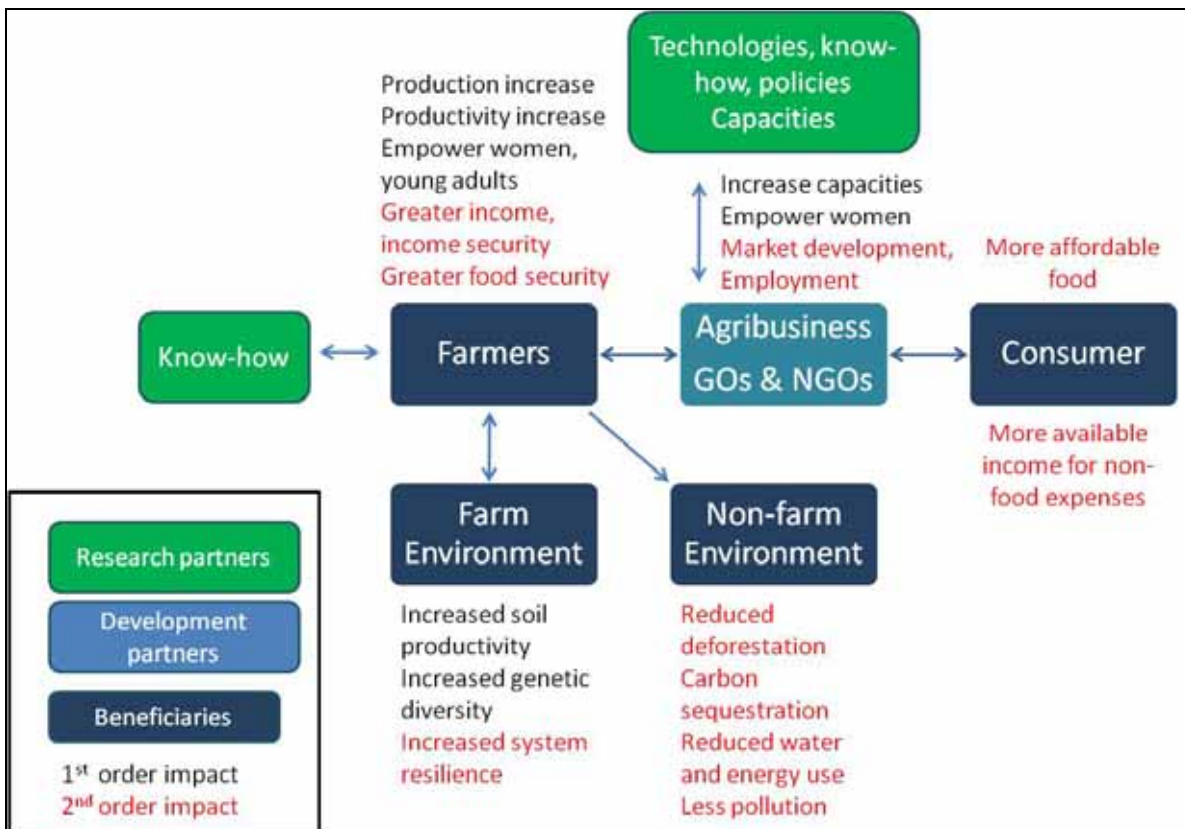 Technologies, know-
how, policies
Capacities
Production increase
Productivity increase
Empower women,
young adults
Greater income,
income security
Greater food security
Increase capacities
Empower women
Market development,
Employment
More affordable
food
Know-how
Farmers
Agribusiness
GOs & NGOs
Consumer
More available
income for non-
food expenses
Farm
Environment
Non-farm
Environment
Increased soil
productivity
Increased genetic
diversity
Increased system
resilience
Reduced
deforestation
Carbon
sequestration
Reduced water
and energy use
Less pollution
Research partners
Development
partners
Beneficiaries
1st order impact
2nd order impact